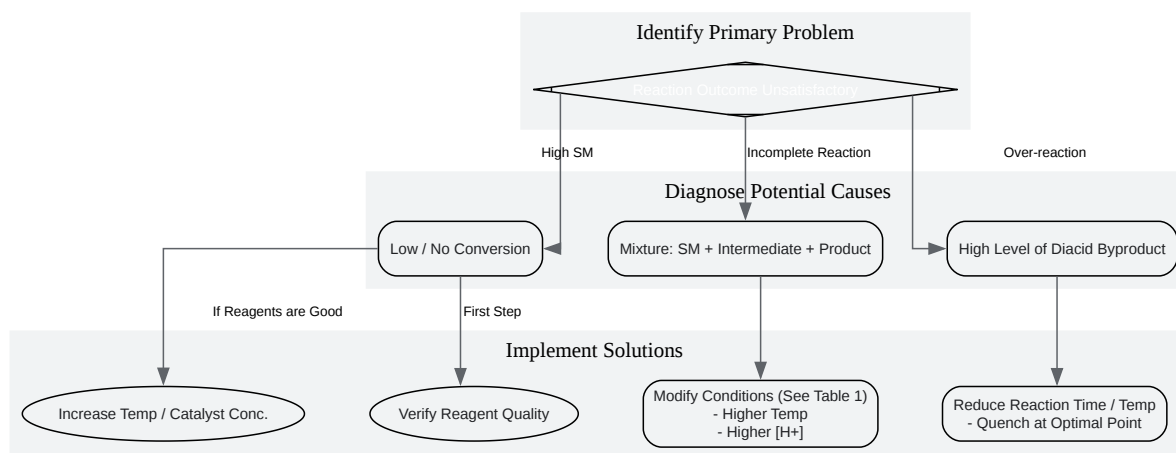 Identify Primary Problem
Reaction Outcome Unsatisfactory
High SM
Incomplete Reaction
Over-reaction
Diagnose Potential Causes
Low / No Conversion
Mixture: SM + Intermediate + Product
High Level of Diacid Byproduct
If Reagents are Good
First Step
Implement Solutions
Increase Temp / Catalyst Conc.
Verify Reagent Quality
Modify Conditions (See Table 1)
- Higher Temp
- Higher [H+]
Reduce Reaction Time / Temp
- Quench at Optimal Point